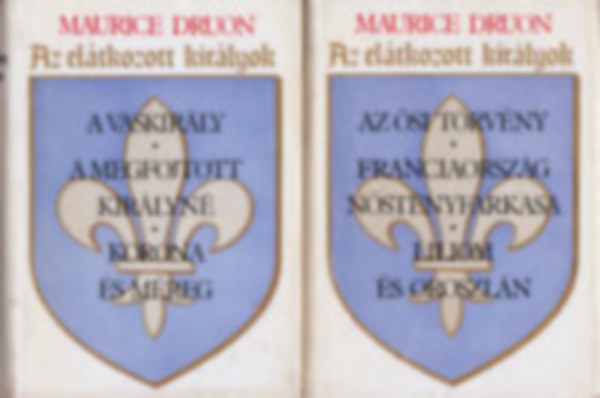 MAURICE DRUON
Az elátkozott királyok
A VASKIRÁLY
•
A MEGFOJTOTT
KIRÁLYNÉ
•
KORONA
ÉS MÉREG
MAURICE DRUON
Az elátkozott királyok
AZ ŐSI TÖRVÉNY
•
FRANCIAORSZÁG
NŐSTÉNYFARKASA
•
LILIOM
ÉS OROSZLÁN